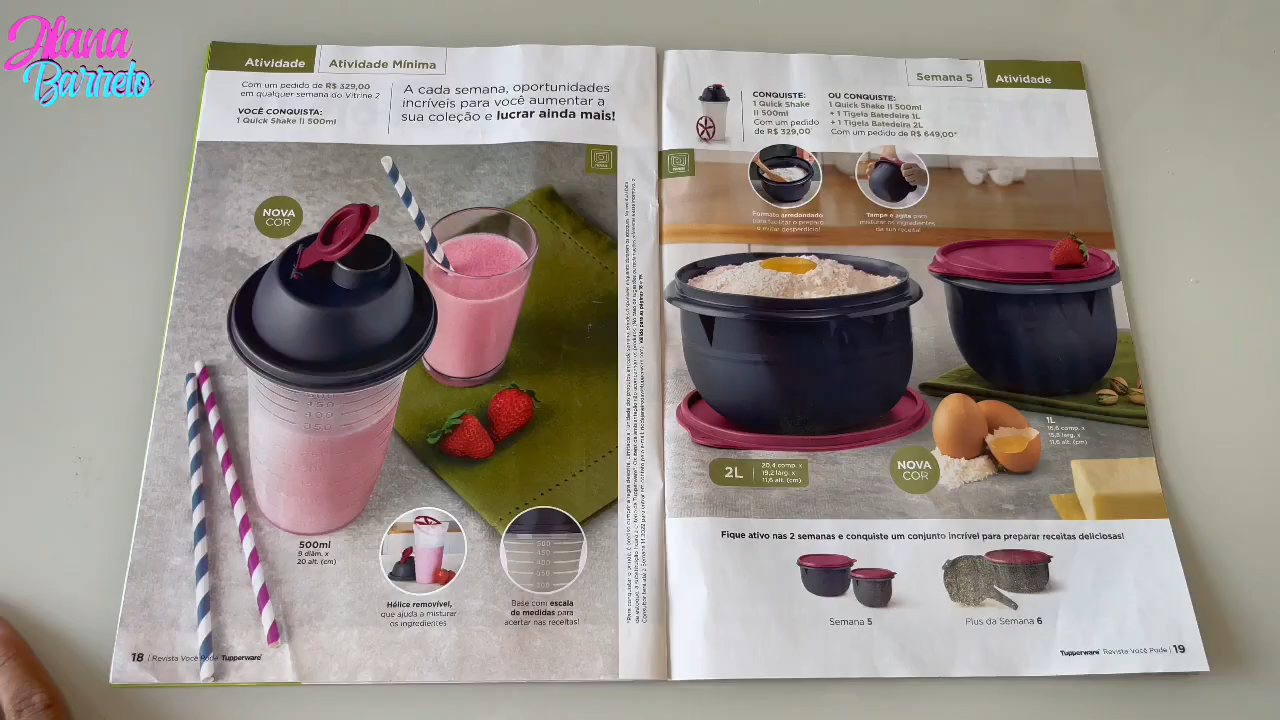 Alana
Barreto
Atividade
Atividade Mínima
Com um pedido de R$ 329,00
em qualquer semana do Vitrine 2
VOCÊ CONQUISTA:
1 Quick Shake II 500ml
A cada semana, oportunidades
incríveis para você aumentar a
sua coleção e lucrar ainda mais!
NOVA
COR
500ml
9 diâm. x
20 alt. (cm)
Hélice removível,
que ajuda a misturar
os ingredientes
Base com escala
de medidas para
acertar nas receitas!
18 | Revista Você Pode Tupperware
Semana 5
Atividade
CONQUISTE:
1 Quick Shake
II 500ml
Com um pedido
de R$ 329,00
OU CONQUISTE:
1 Quick Shake II 500ml
+ 1 Tigela Batedeira 1L
+ 1 Tigela Batedeira 2L
Com um pedido de R$ 649,00*
Formato arredondado
para facilitar o preparo
e evitar desperdício!
Tampe e agite para
misturar os ingredientes
da sua receita!
2L
20,4 comp. x
19,2 larg. x
11,6 alt. (cm)
NOVA
COR
1L
16,6 comp. x
15,3 larg. x
11,6 alt. (cm)
Fique ativo nas 2 semanas e conquiste um conjunto incrível para preparar receitas deliciosas!
Semana 5
Plus da Semana 6
Tupperware Revista Você Pode | 19